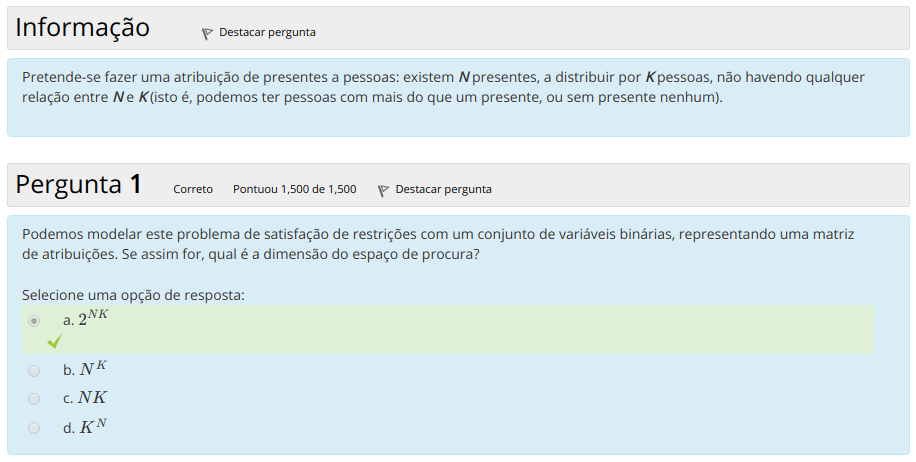 Informação Destacar pergunta
Pretende-se fazer uma atribuição de presentes a pessoas: existem N presentes, a distribuir por K pessoas, não havendo qualquer
relação entre N e K (isto é, podemos ter pessoas com mais do que um presente, ou sem presente nenhum).
Pergunta 1 Correto Pontuou 1,500 de 1,500 Destacar pergunta
Podemos modelar este problema de satisfação de restrições com um conjunto de variáveis binárias, representando uma matriz
de atribuições. Se assim for, qual é a dimensão do espaço de procura?
Selecione uma opção de resposta:
a. 2^{NK}
b. N^{K}
c. NK
d. K^{N}